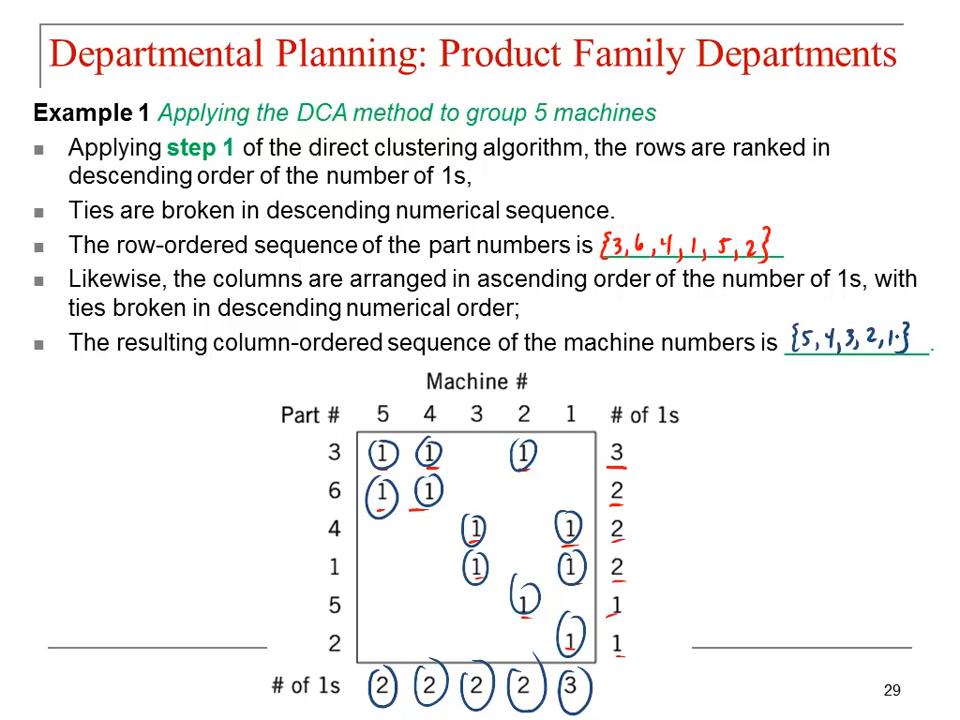 Departmental Planning: Product Family Departments
Example 1 Applying the DCA method to group 5 machines
Applying step 1 of the direct clustering algorithm, the rows are ranked in
descending order of the number of 1s,
Ties are broken in descending numerical sequence.
The row-ordered sequence of the part numbers is {3, 6, 4, 1, 5, 2}
Likewise, the columns are arranged in ascending order of the number of 1s, with
ties broken in descending numerical order;
The resulting column-ordered sequence of the machine numbers is {5, 4, 3, 2, 1.}.
Machine #
Part # 5 4 3 2 1 # of 1s
3 1 1 1 3
6 1 1 2
4 1 1 2
1 1 1 2
5 1 1
2 1 1
# of 1s 2 2 2 2 3
29